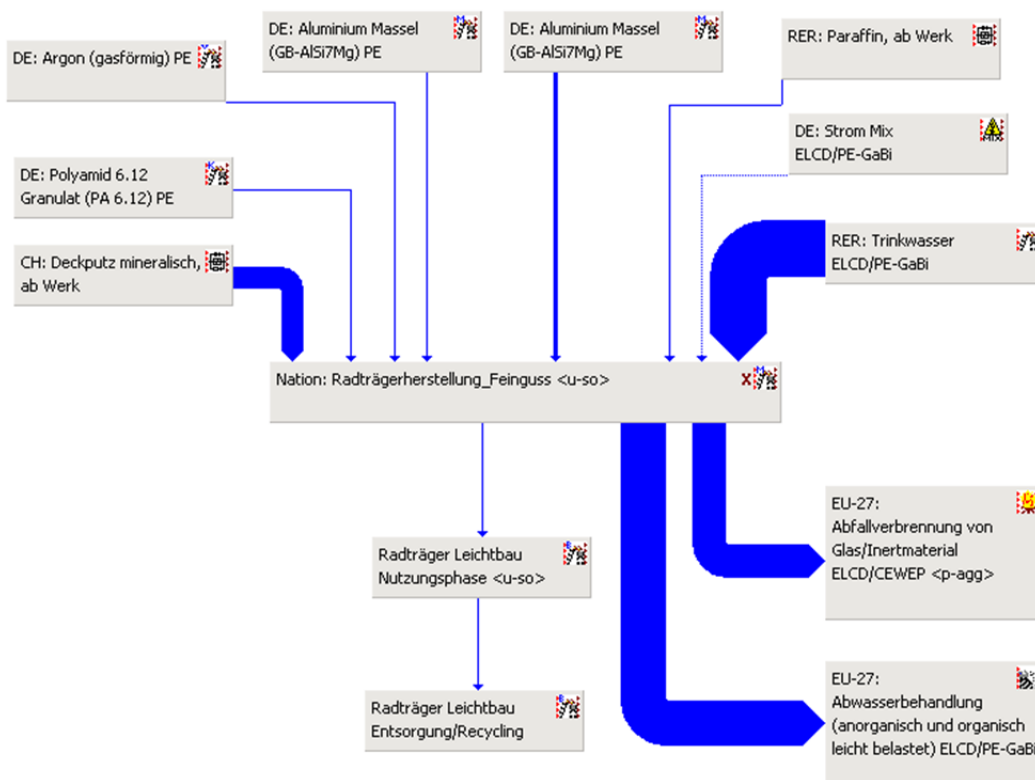 DE: Argon (gasförmig) PE
DE: Aluminium Massel
(GB-AlSi7Mg) PE
DE: Aluminium Massel
(GB-AlSi7Mg) PE
RER: Paraffin, ab Werk
DE: Strom Mix
ELCD/PE-GaBi
DE: Polyamid 6.12
Granulat (PA 6.12) PE
CH: Deckputz mineralisch,
ab Werk
RER: Trinkwasser
ELCD/PE-GaBi
Nation: Radträgerherstellung_Feinguss <u-so>
Radträger Leichtbau
Nutzungsphase <u-so>
EU-27:
Abfallverbrennung von
Glas/Inertmaterial
ELCD/CEWEP <p-agg>
Radträger Leichtbau
Entsorgung/Recycling
EU-27:
Abwasserbehandlung
(anorganisch und organisch
leicht belastet) ELCD/PE-GaBi